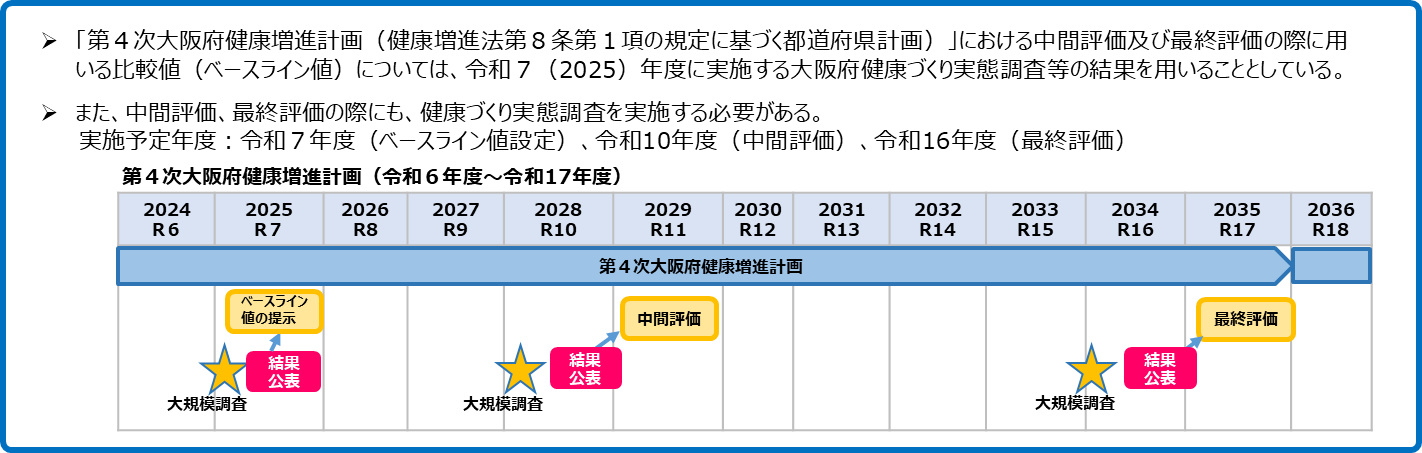 ➢ 「第４次大阪府健康増進計画（健康増進法第８条第１項の規定に基づく都道府県計画）」における中間評価及び最終評価の際に用
いる比較値（ベースライン値）については、令和７（2025）年度に実施する大阪府健康づくり実態調査等の結果を用いることとしている。
➢ また、中間評価、最終評価の際にも、健康づくり実態調査を実施する必要がある。
実施予定年度：令和７年度（ベースライン値設定）、令和10年度（中間評価）、令和16年度（最終評価）
第４次大阪府健康増進計画（令和６年度～令和17年度）
2024 2025 2026 2027 2028 2029 2030 2031 2032 2033 2034 2035 2036
R６ R７ R8 R9 R10 R11 R12 R13 R14 R15 R16 R17 R18
第４次大阪府健康増進計画
ベースライン
値の提示
結果
公表
大規模調査
中間評価
結果
公表
大規模調査
最終評価
結果
公表
大規模調査